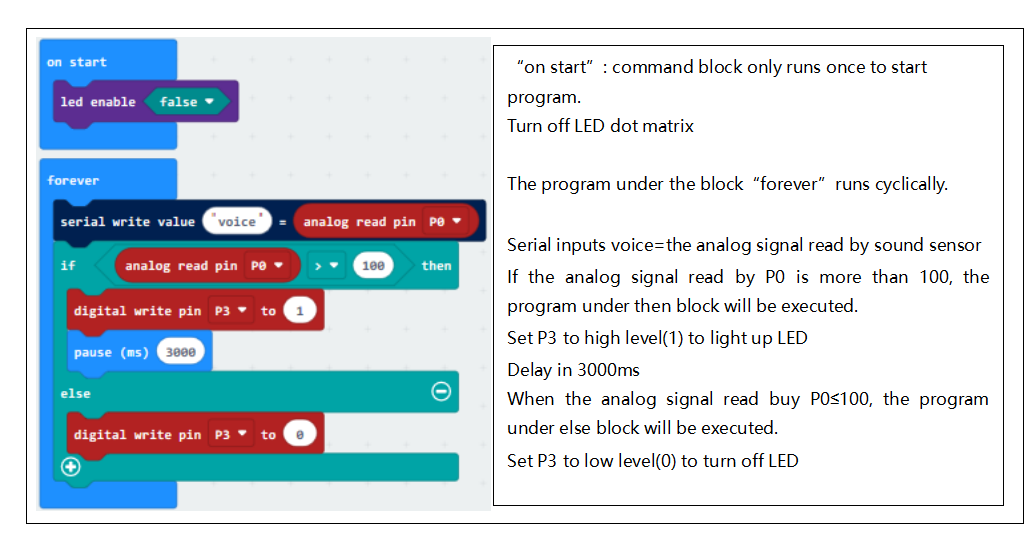 on start
led enable false
forever
serial write value "voice" = analog read pin P0
if analog read pin P0 > 100 then
digital write pin P3 to 1
pause (ms) 3000
else
digital write pin P3 to 0
“on start”: command block only runs once to start
program.
Turn off LED dot matrix
The program under the block “forever” runs cyclically.
Serial inputs voice=the analog signal read by sound sensor
If the analog signal read by P0 is more than 100, the
program under then block will be executed.
Set P3 to high level(1) to light up LED
Delay in 3000ms
When the analog signal read buy P0≤100, the program
under else block will be executed.
Set P3 to low level(0) to turn off LED